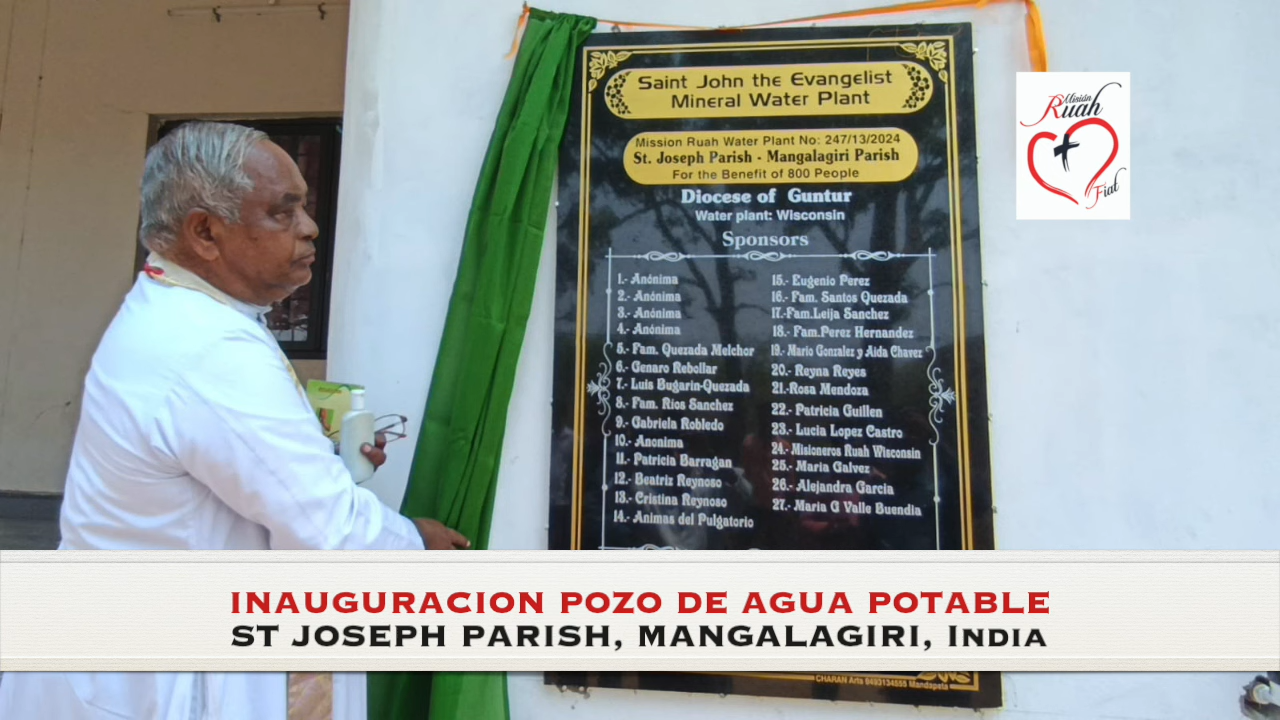 Saint John the Evangelist
Mineral Water Plant
Mission Ruah Water Plant No: 247/13/2024
St. Joseph Parish - Mangalagiri Parish
For the Benefit of 800 People
Diocese of Guntur
Water plant: Wisconsin
Sponsors
1.- Anónima
2.- Anónima
3.- Anónima
4.- Anónima
5.- Fam. Quezada Melchor
6.- Genaro Rebollar
7.- Luis Bugarin-Quezada
8.- Fam. Rios Sanchez
9.- Gabriela Robledo
10.- Anonima
11.- Patricia Barragan
12.- Beatriz Reynoso
13.- Cristina Reynoso
14.- Animas del Pulgatorio
15.- Eugenio Perez
16.- Fam. Santos Quezada
17.-Fam.Leija Sanchez
18.- Fam.Perez Hernandez
19.- Mario Gonzalez y Aida Chavez
20.- Reyna Reyes
21.-Rosa Mendoza
22.- Patricia Guillen
23.- Lucia Lopez Castro
24.- Misioneros Ruah Wisconsin
25.- Maria Galvez
26.- Alejandra Garcia
27.- Maria G Valle Buendia
CHARAN Arts 9493134555 Mandapeta
Misión
Ruah
Fiat
INAUGURACION POZO DE AGUA POTABLE
ST JOSEPH PARISH, MANGALAGIRI, India